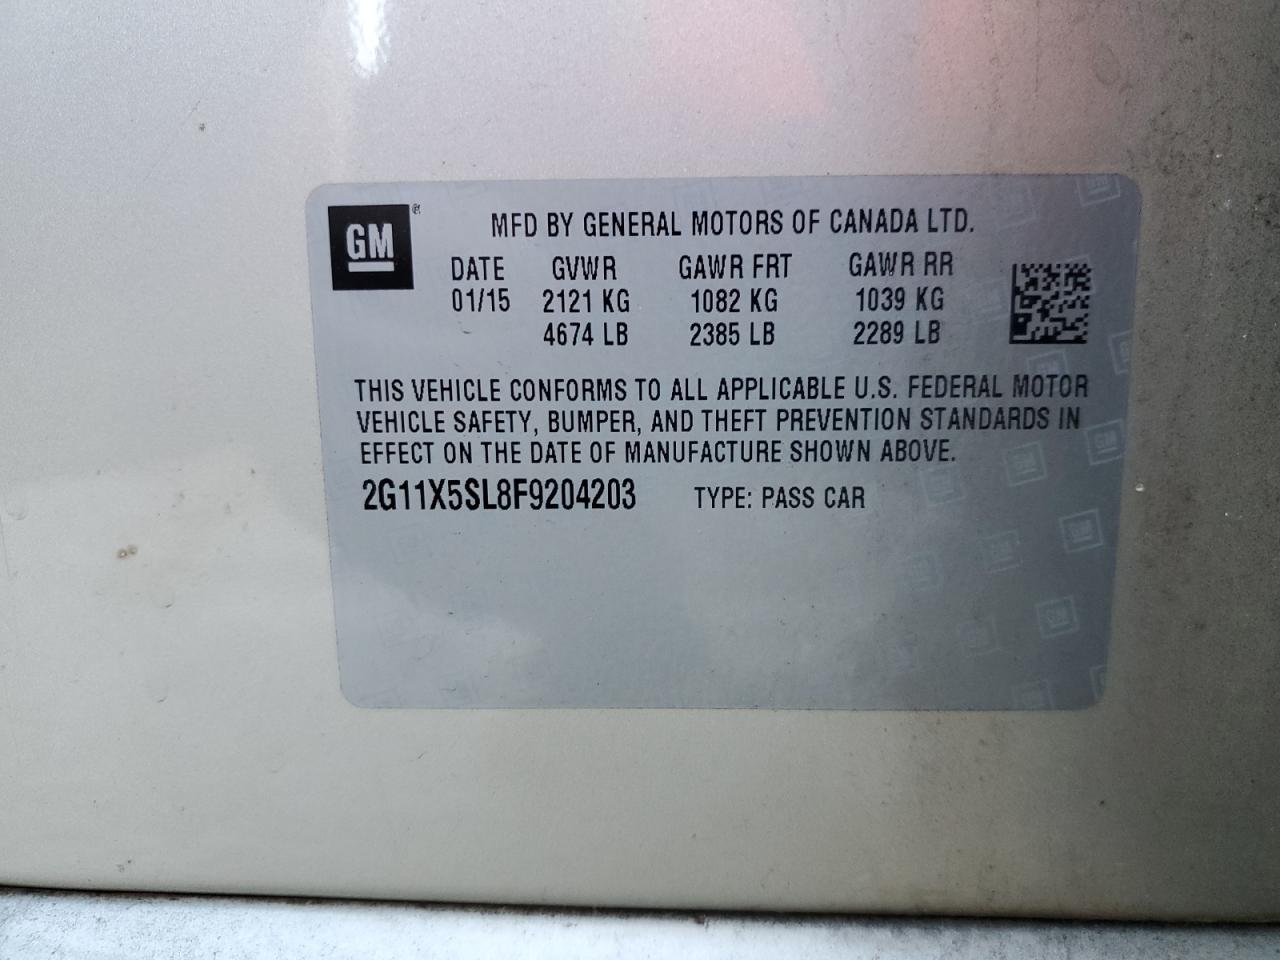 GM ®
MFD BY GENERAL MOTORS OF CANADA LTD.
DATE GVWR GAWR FRT GAWR RR
01/15 2121 KG 1082 KG 1039 KG
4674 LB 2385 LB 2289 LB
THIS VEHICLE CONFORMS TO ALL APPLICABLE U.S. FEDERAL MOTOR
VEHICLE SAFETY, BUMPER, AND THEFT PREVENTION STANDARDS IN
EFFECT ON THE DATE OF MANUFACTURE SHOWN ABOVE.
2G11X5SL8F9204203 TYPE: PASS CAR